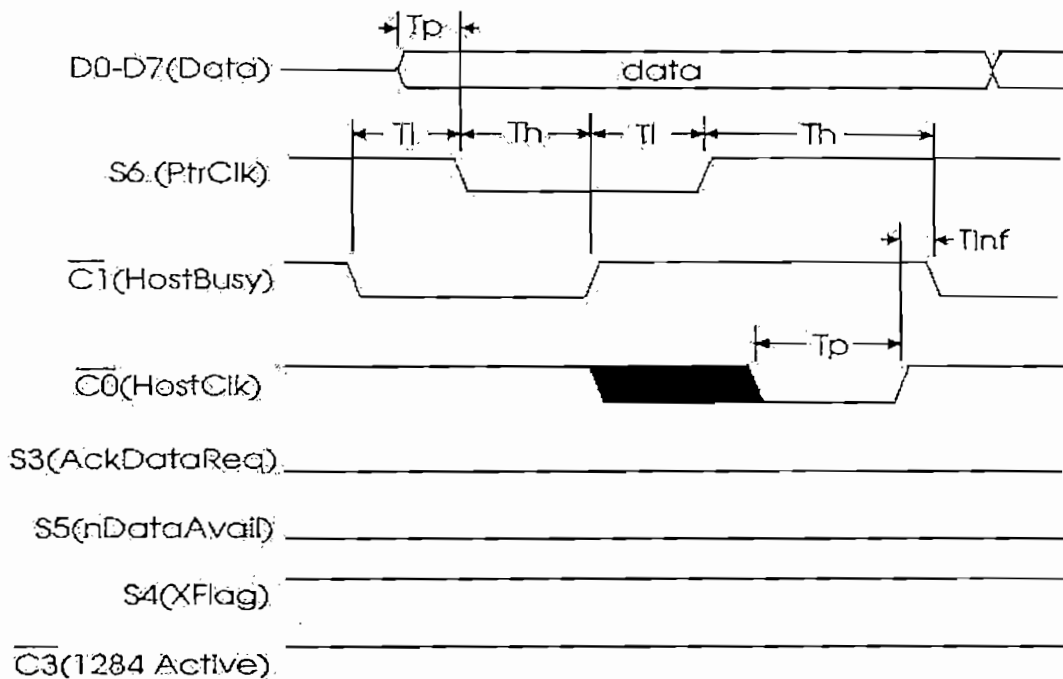 Tp
D0-D7(Data)
data
Tl Th Tl Th
S6 (PtrClk)
Tinf
C1(HostBusy)
Tp
C0(HostClk)
S3(AckDataReq)
S5(nDataAvail)
S4(XFlag)
C3(1284 Active)